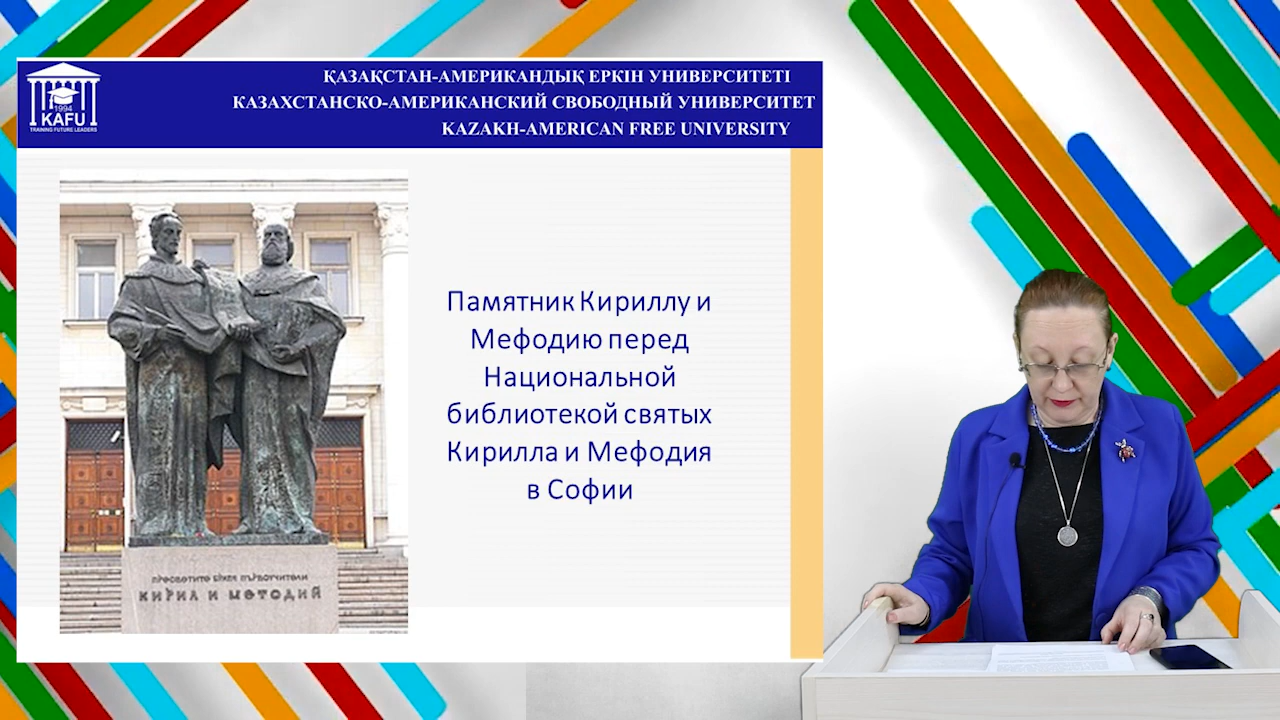 ҚАЗАҚСТАН-АМЕРИКАНДЫҚ ЕРКІН УНИВЕРСИТЕТІ
КАЗАХСТАНСКО-АМЕРИКАНСКИЙ СВОБОДНЫЙ УНИВЕРСИТЕТ
KAZAKH-AMERICAN FREE UNIVERSITY
1994
KAFU
TRAINING FUTURE LEADERS
Памятник Кириллу и
Мефодию перед
Национальной
библиотекой святых
Кирилла и Мефодия
в Софии
КИРИЛ И МЕТОДИЙ